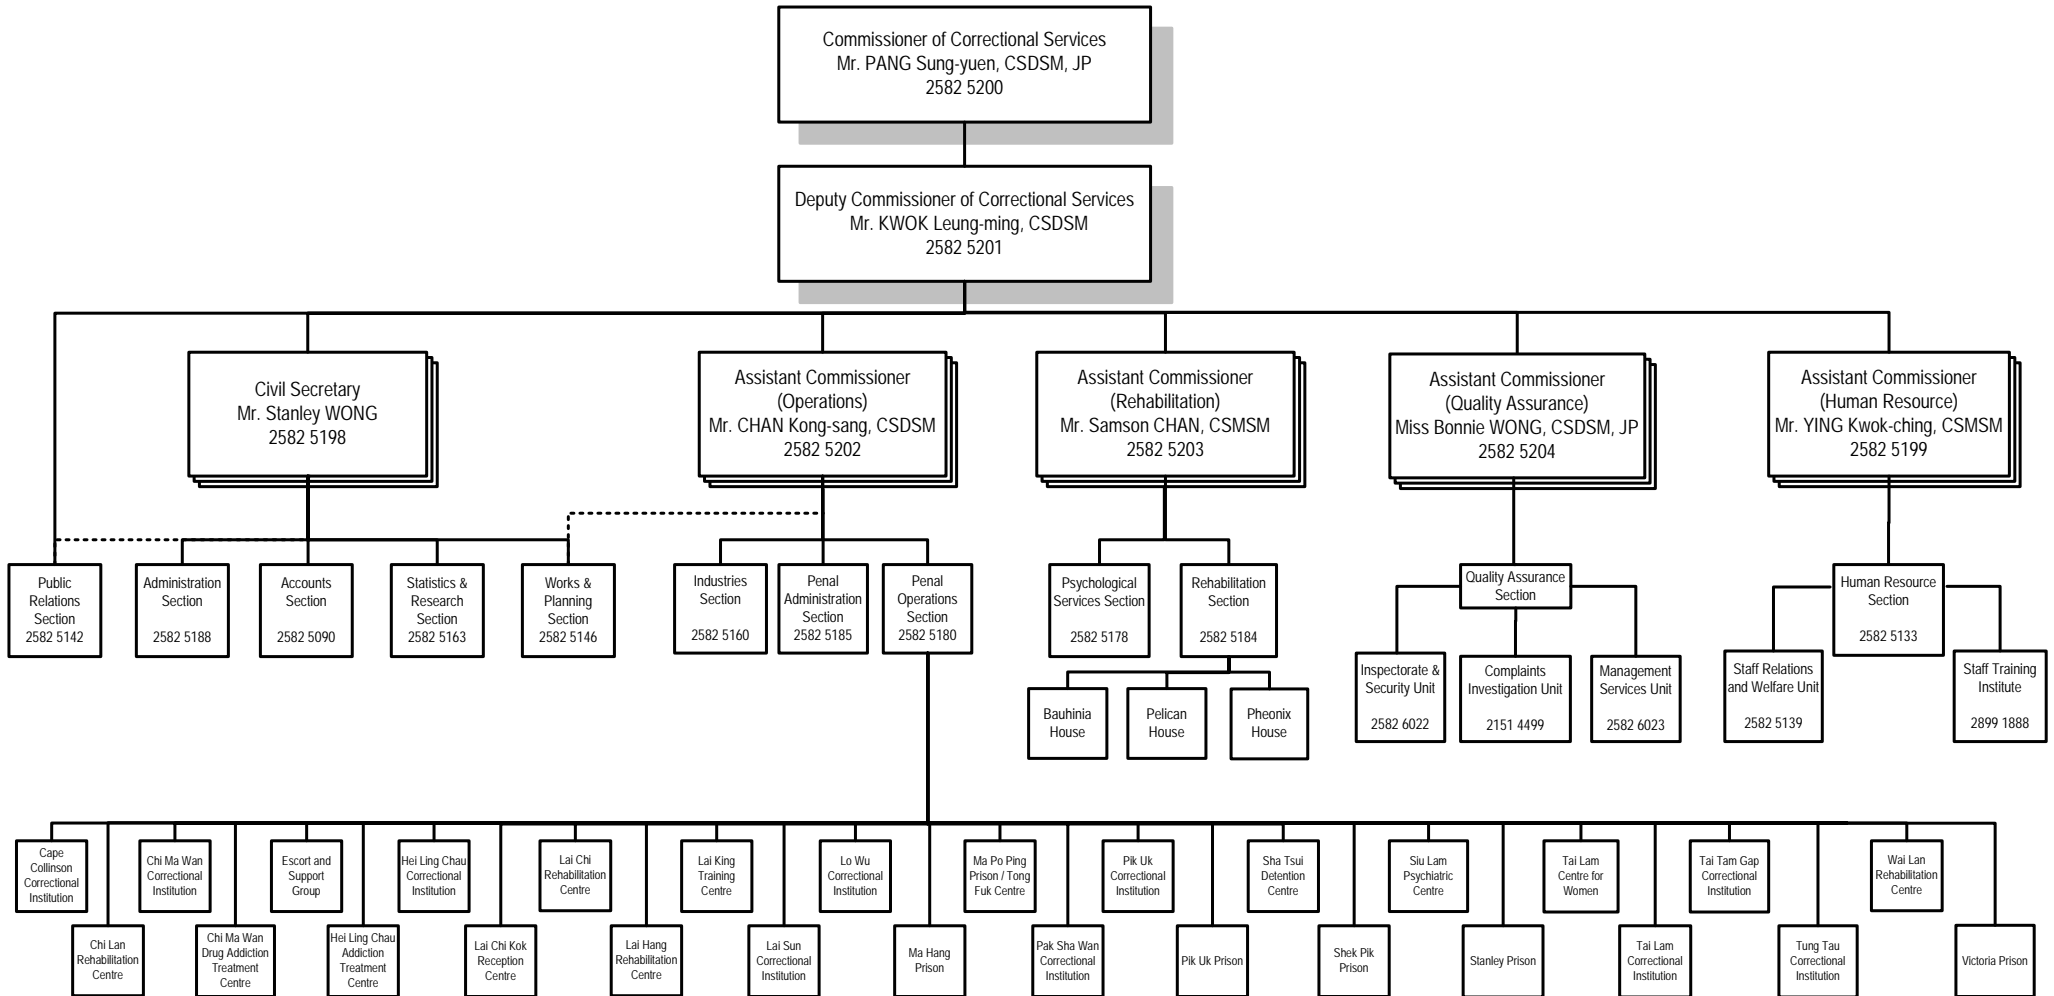 Commissioner of Correctional Services
Mr. PANG Sung-yuen, CSDSM, JP
2582 5200
Deputy Commissioner of Correctional Services
Mr. KWOK Leung-ming, CSDSM
2582 5201
Civil Secretary
Mr. Stanley WONG
2582 5198
Assistant Commissioner
(Operations)
Mr. CHAN Kong-sang, CSDSM
2582 5202
Assistant Commissioner
(Rehabilitation)
Mr. Samson CHAN, CSMSM
2582 5203
Assistant Commissioner
(Quality Assurance)
Miss Bonnie WONG, CSDSM, JP
2582 5204
Assistant Commissioner
(Human Resource)
Mr. YING Kwok-ching, CSMSM
2582 5199
Public
Relations
Section
2582 5142
Administration
Section
2582 5188
Accounts
Section
2582 5090
Statistics &
Research
Section
2582 5163
Works &
Planning
Section
2582 5146
Industries
Section
2582 5160
Penal
Administration
Section
2582 5185
Penal
Operations
Section
2582 5180
Psychological
Services Section
2582 5178
Rehabilitation
Section
2582 5184
Quality Assurance
Section
Human Resource
Section
2582 5133
Inspectorate &
Security Unit
2582 6022
Complaints
Investigation Unit
2151 4499
Management
Services Unit
2582 6023
Staff Relations
and Welfare Unit
2582 5139
Staff Training
Institute
2899 1888
Bauhinia
House
Pelican
House
Pheonix
House
Cape
Collinson
Correctional
Institution
Chi Ma Wan
Correctional
Institution
Escort and
Support
Group
Hei Ling Chau
Correctional
Institution
Lai Chi
Rehabilitation
Centre
Lai King
Training
Centre
Lo Wu
Correctional
Institution
Ma Po Ping
Prison / Tong
Fuk Centre
Pik Uk
Correctional
Institution
Sha Tsui
Detention
Centre
Siu Lam
Psychiatric
Centre
Tai Lam
Centre for
Women
Tai Tam Gap
Correctional
Institution
Wai Lan
Rehabilitation
Centre
Chi Lan
Rehabilitation
Centre
Chi Ma Wan
Drug Addiction
Treatment
Centre
Hei Ling Chau
Addiction
Treatment
Centre
Lai Chi Kok
Reception
Centre
Lai Hang
Rehabilitation
Centre
Lai Sun
Correctional
Institution
Ma Hang
Prison
Pak Sha Wan
Correctional
Institution
Pik Uk Prison
Shek Pik
Prison
Stanley Prison
Tai Lam
Correctional
Institution
Tung Tau
Correctional
Institution
Victoria Prison